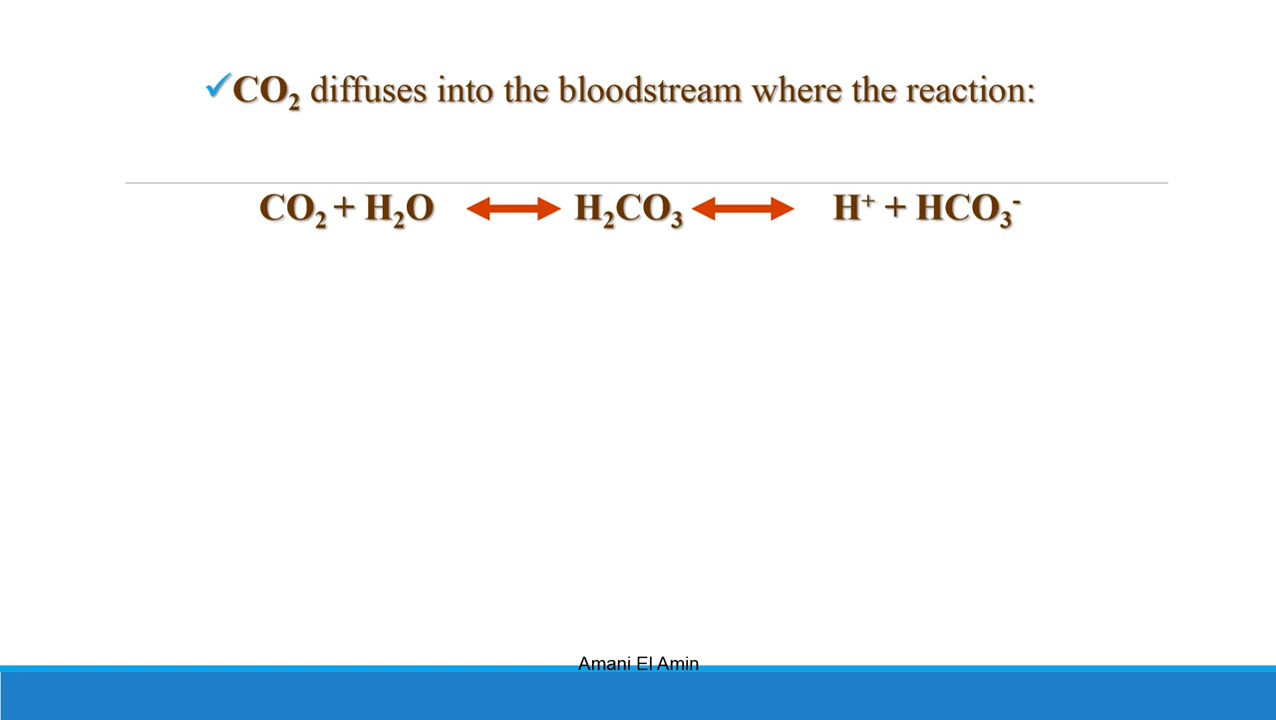 ✓CO₂ diffuses into the bloodstream where the reaction:
CO₂ + H₂O ⟷ H₂CO₃ ⟷ H⁺ + HCO₃⁻
Amani El Amin